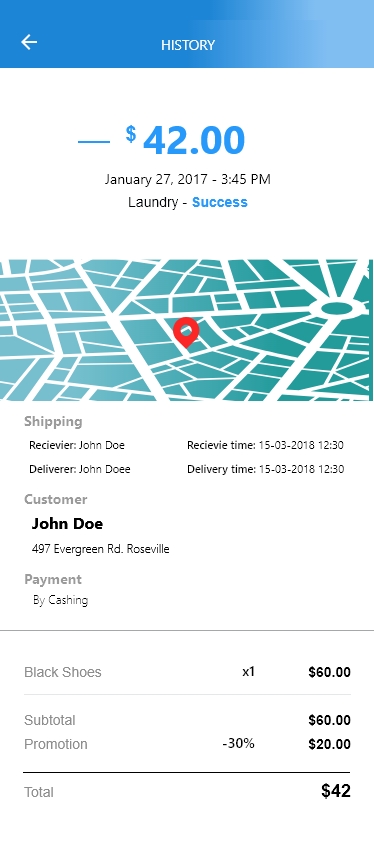 HISTORY
— $ 42.00
January 27, 2017 - 3:45 PM
Laundry - Success
Shipping
Recievier: John Doe Recievie time: 15-03-2018 12:30
Deliverer: John Doee Delivery time: 15-03-2018 12:30
Customer
John Doe
497 Evergreen Rd. Roseville
Payment
By Cashing
Black Shoes x1 $60.00
Subtotal $60.00
Promotion -30% $20.00
Total $42